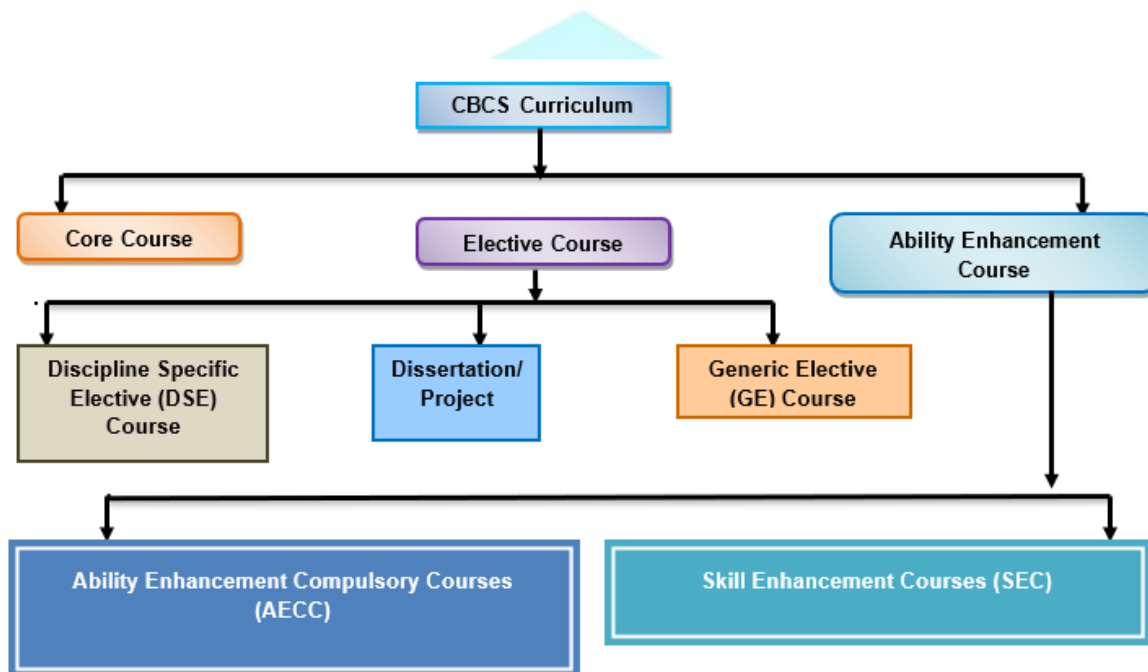 CBCS Curriculum
Core Course
Elective Course
Ability Enhancement
Course
Discipline Specific
Elective (DSE)
Course
Dissertation/
Project
Generic Elective
(GE) Course
Ability Enhancement Compulsory Courses
(AECC)
Skill Enhancement Courses (SEC)